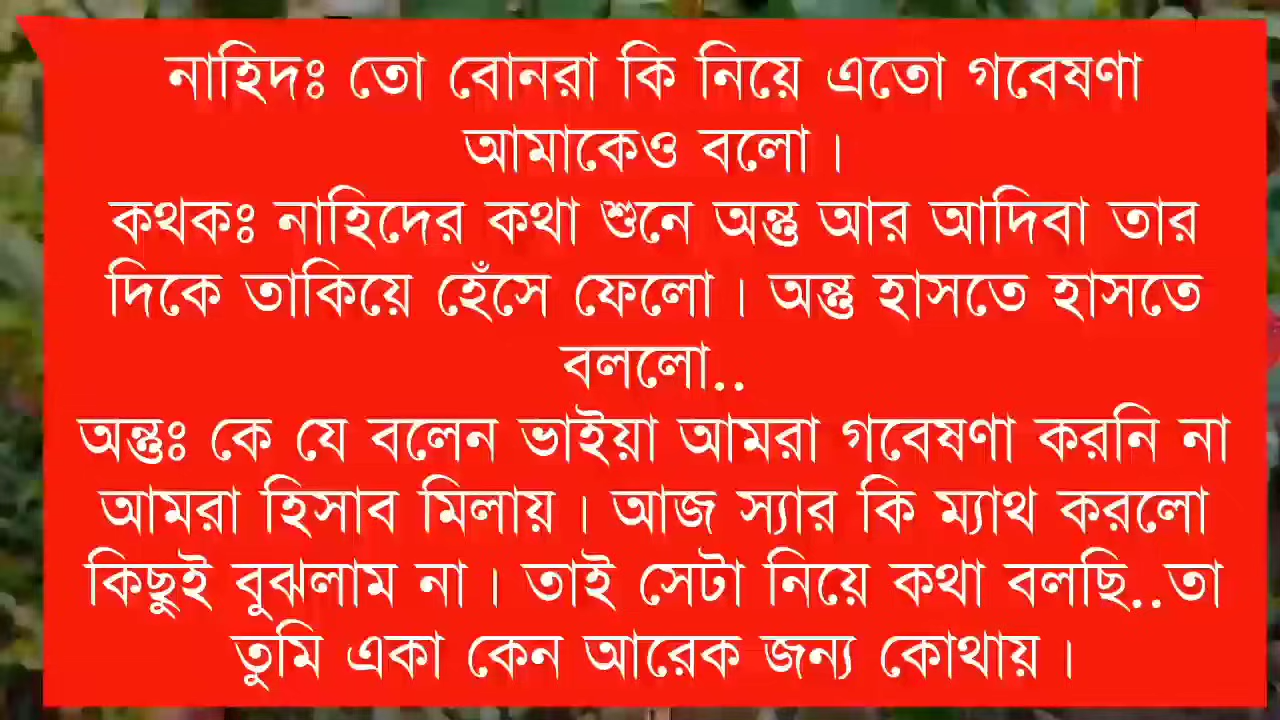 নাহিদঃ তো বোনরা কি নিয়ে এতো গবেষণা
আমাকেও বলো ।
কথকঃ নাহিদের কথা শুনে অন্তু আর আদিবা তার
দিকে তাকিয়ে হেঁসে ফেলো । অন্তু হাসতে হাসতে
বললো..
অন্তুঃ কে যে বলেন ভাইয়া আমরা গবেষণা করনি না
আমরা হিসাব মিলায় । আজ স্যার কি ম্যাথ করলো
কিছুই বুঝলাম না । তাই সেটা নিয়ে কথা বলছি..তা
তুমি একা কেন আরেক জন্য কোথায় ।